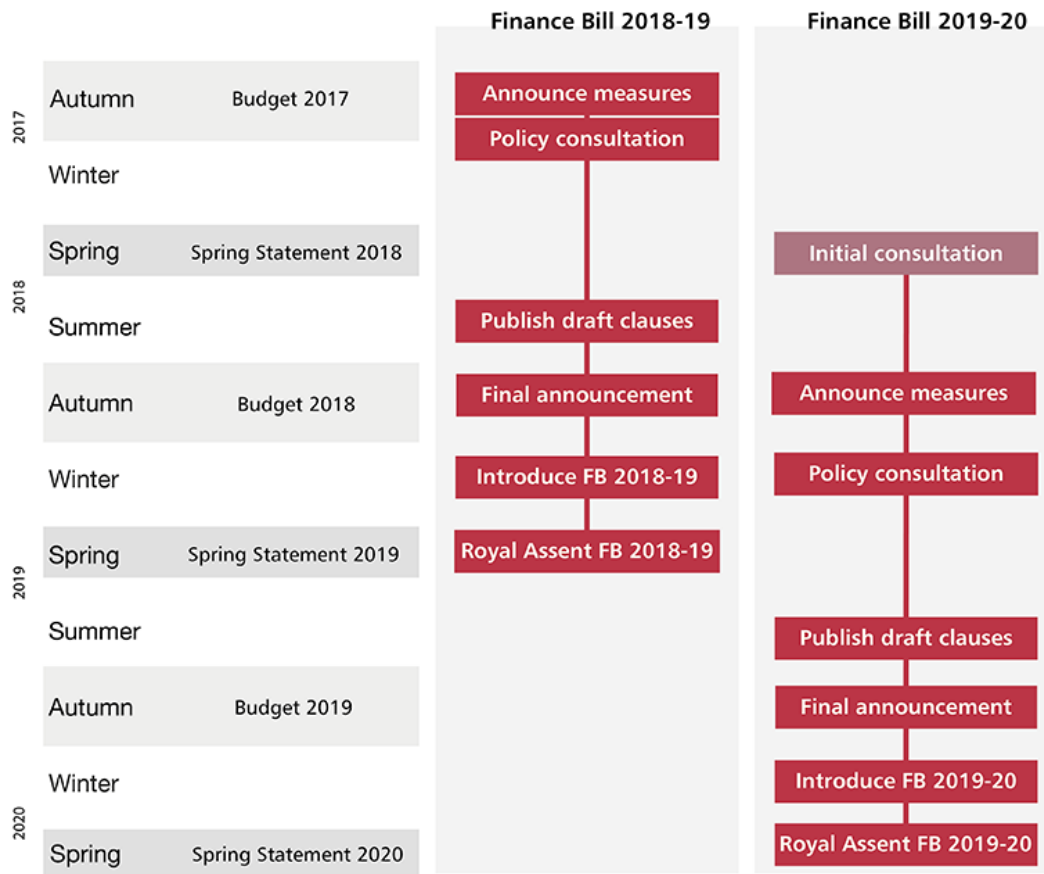 Finance Bill 2018-19 Finance Bill 2019-20
2017
Autumn Budget 2017 Announce measures
Policy consultation
Winter
2018
Spring Spring Statement 2018 Initial consultation
Summer Publish draft clauses
Autumn Budget 2018 Final announcement Announce measures
Winter Introduce FB 2018-19 Policy consultation
2019
Spring Spring Statement 2019 Royal Assent FB 2018-19
Summer Publish draft clauses
Autumn Budget 2019 Final announcement
Winter Introduce FB 2019-20
2020
Spring Spring Statement 2020 Royal Assent FB 2019-20